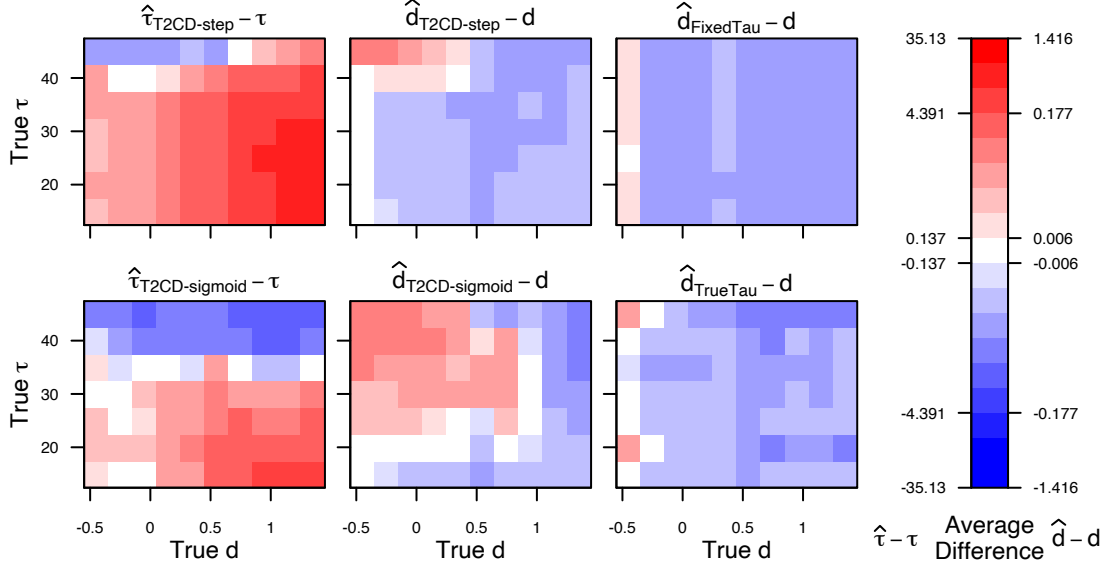 τ̂T2CD-step − τ
d̂T2CD-step − d
d̂FixedTau − d
True τ
40
30
20
τ̂T2CD-sigmoid − τ
d̂T2CD-sigmoid − d
d̂TrueTau − d
True τ
40
30
20
-0.5 0 0.5 1
-0.5 0 0.5 1
-0.5 0 0.5 1
True d
True d
True d
35.13 1.416
4.391 0.177
0.137 0.006
-0.137 -0.006
-4.391 -0.177
-35.13 -1.416
τ̂ − τ
Average
Difference
d̂ − d